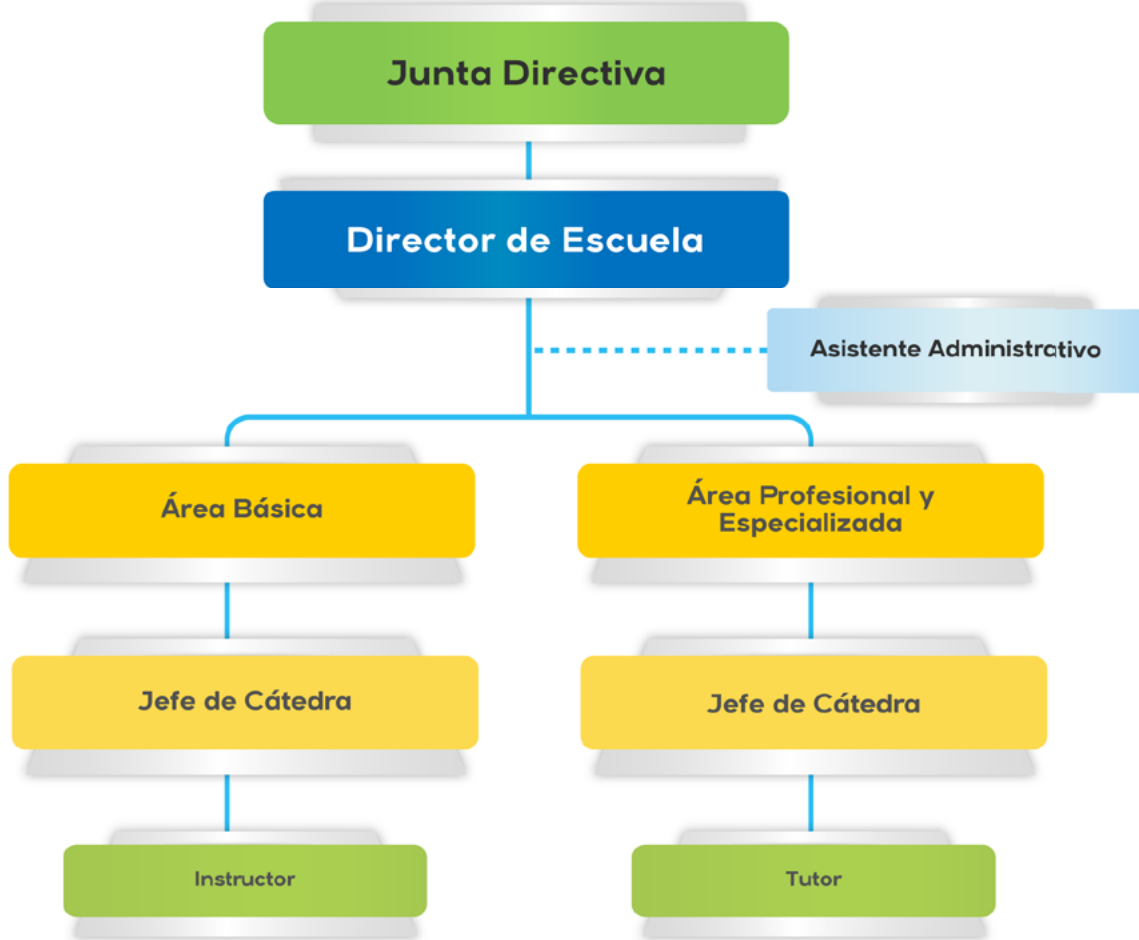 Junta Directiva
Director de Escuela
Asistente Administrativo
Área Básica
Área Profesional y
Especializada
Jefe de Cátedra
Jefe de Cátedra
Instructor
Tutor